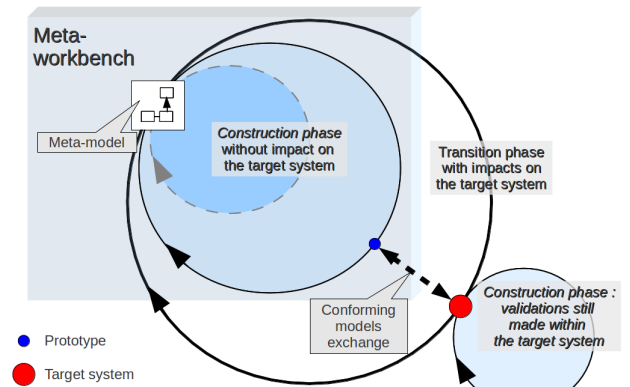 Meta-
workbench
Meta-model
Construction phase
without impact on
the target system
Transition phase
with impacts on
the target system
Conforming
models
exchange
Construction phase :
validations still
made within
the target system
Prototype
Target system